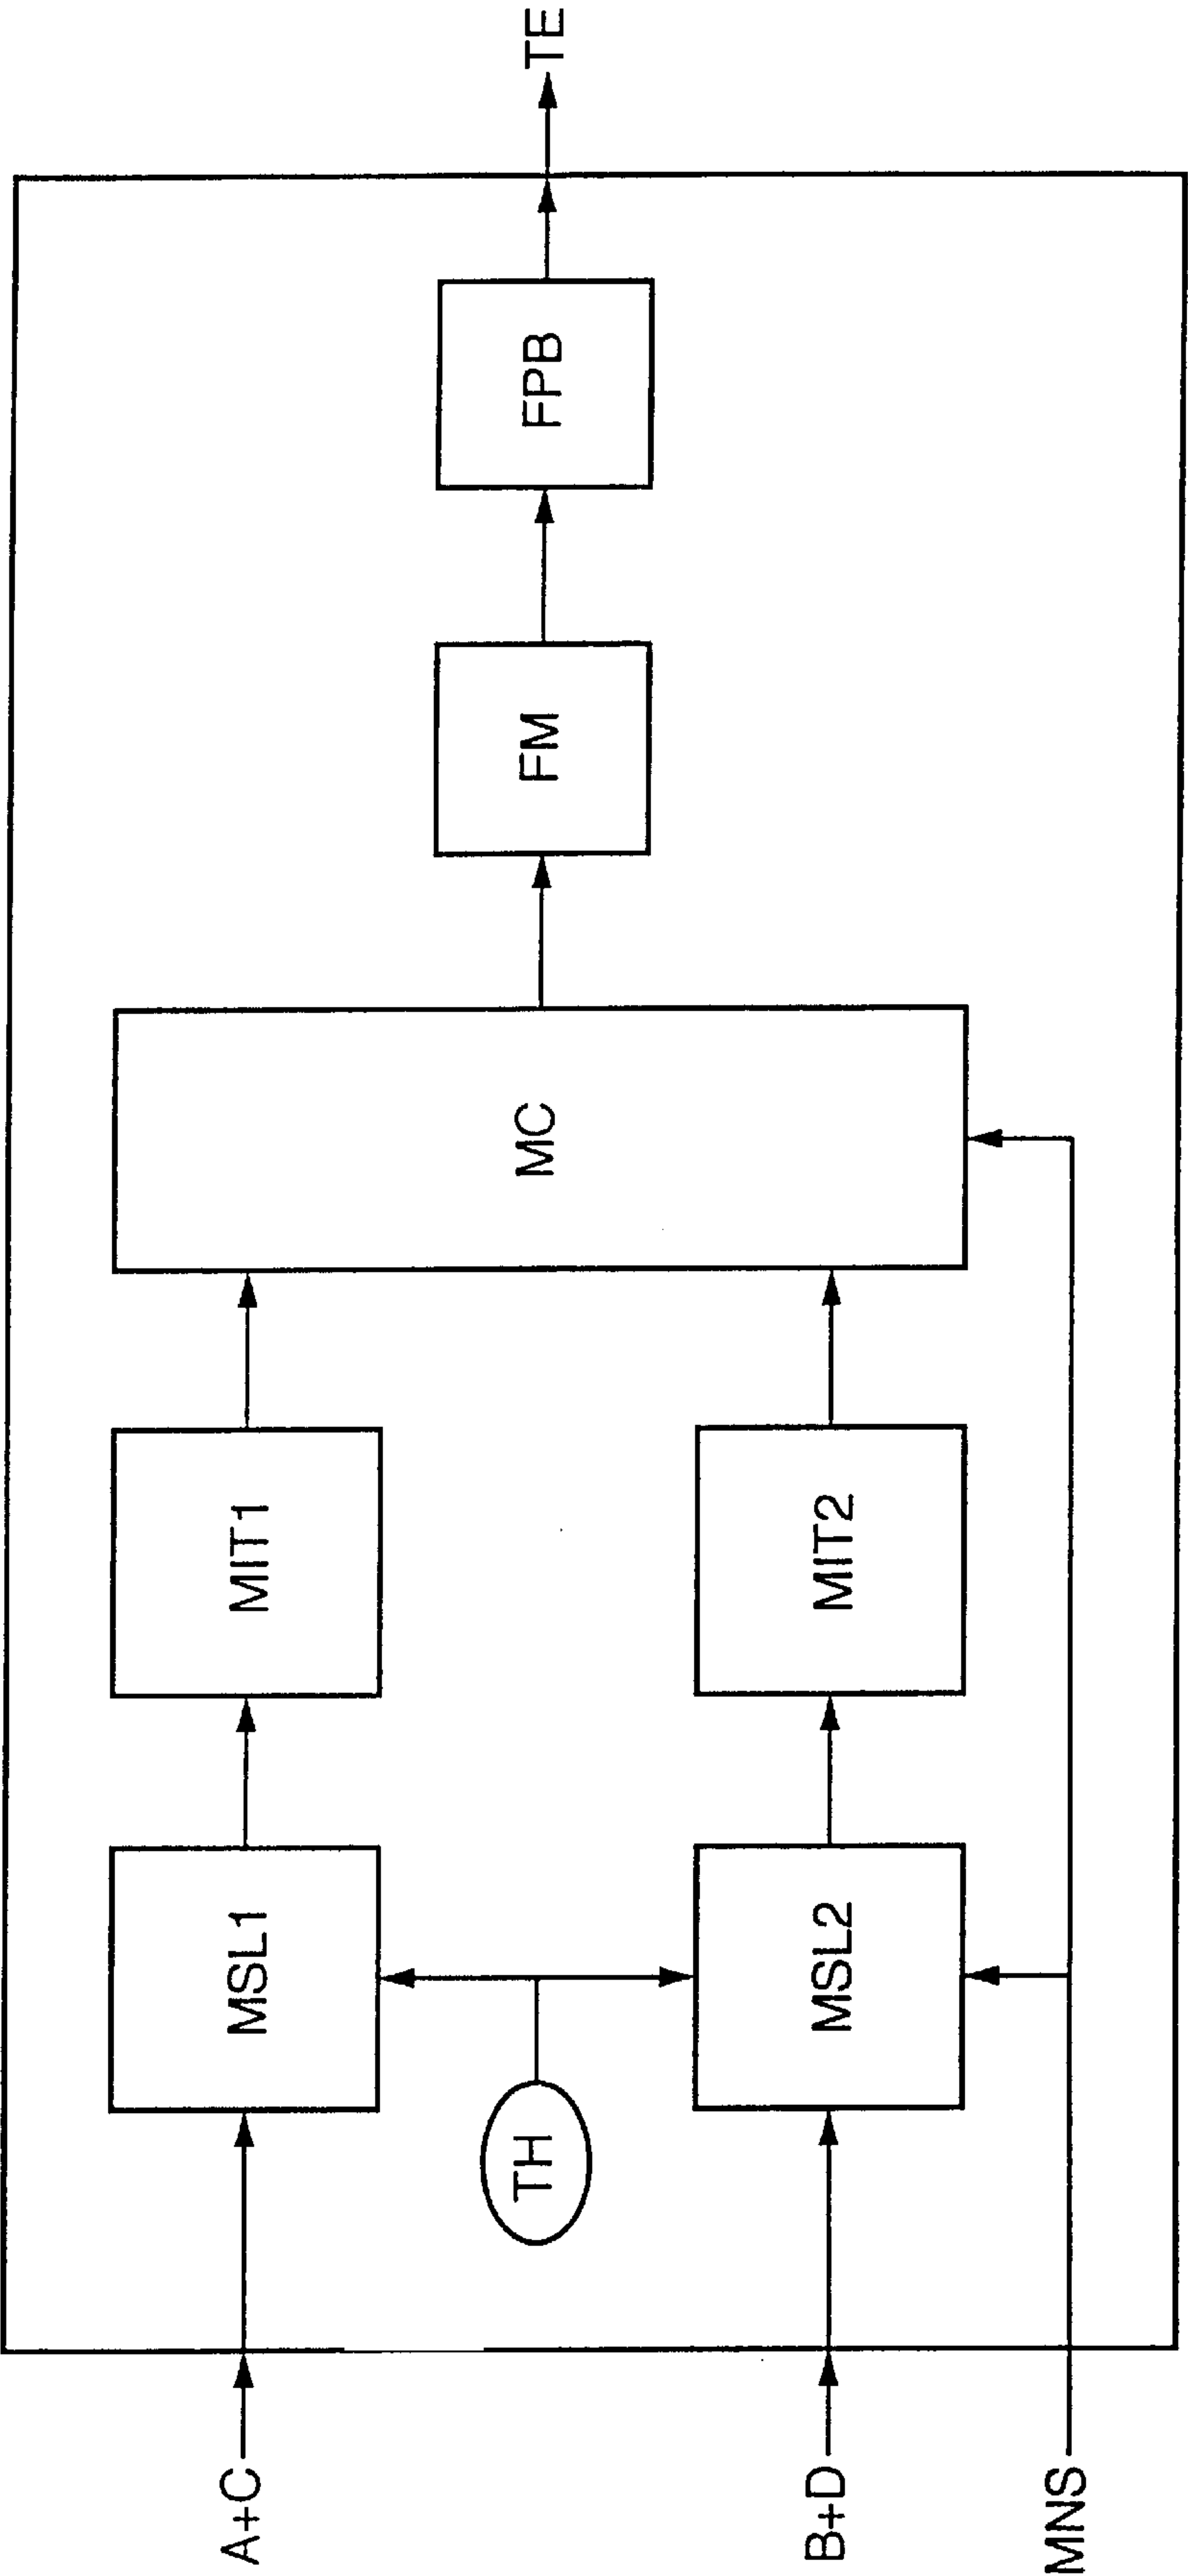 A+C
B+D
MNS
TH
MSL1
MSL2
MIT1
MIT2
MC
FM
FPB
TE